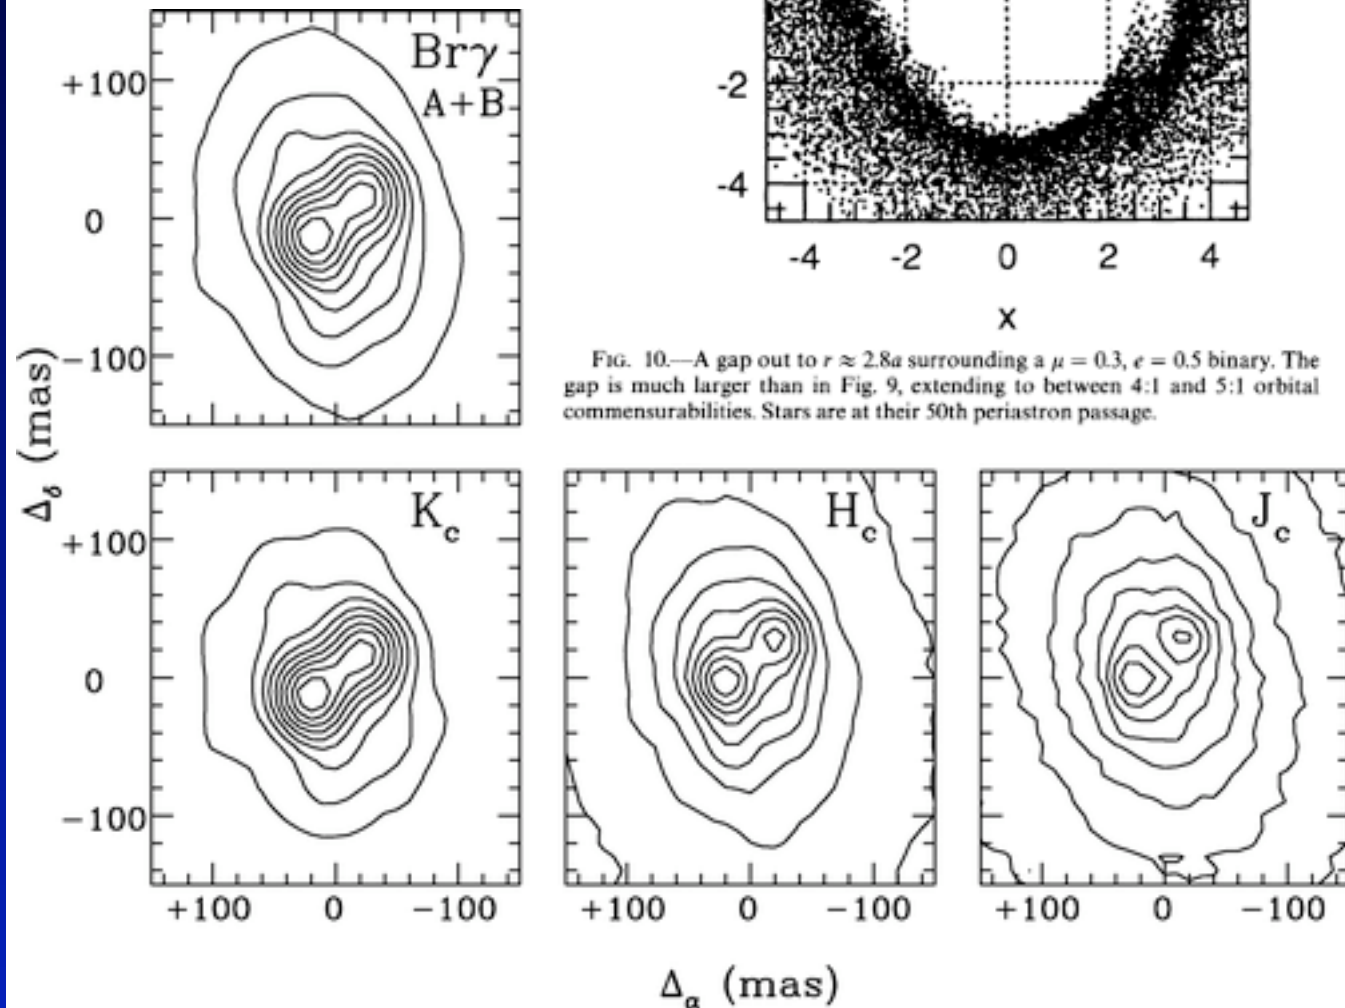 Brγ
A+B
+100
0
-100
-2
-4
-4 -2 0 2 4
x
FIG. 10.—A gap out to r ≈ 2.8a surrounding a μ = 0.3, e = 0.5 binary. The
gap is much larger than in Fig. 9, extending to between 4:1 and 5:1 orbital
commensurabilities. Stars are at their 50th periastron passage.
Δδ (mas)
Kc
Hc
Jc
+100
0
-100
+100 0 -100
+100 0 -100
+100 0 -100
Δα (mas)